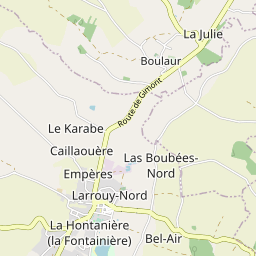 La Julie
Boulaur
Route de Gimont
Le Karabe
Caillaouère
Las Boubées-
Nord
Empères
Larrouy-Nord
La Hontanière
(la Fontainière)
Bel-Air